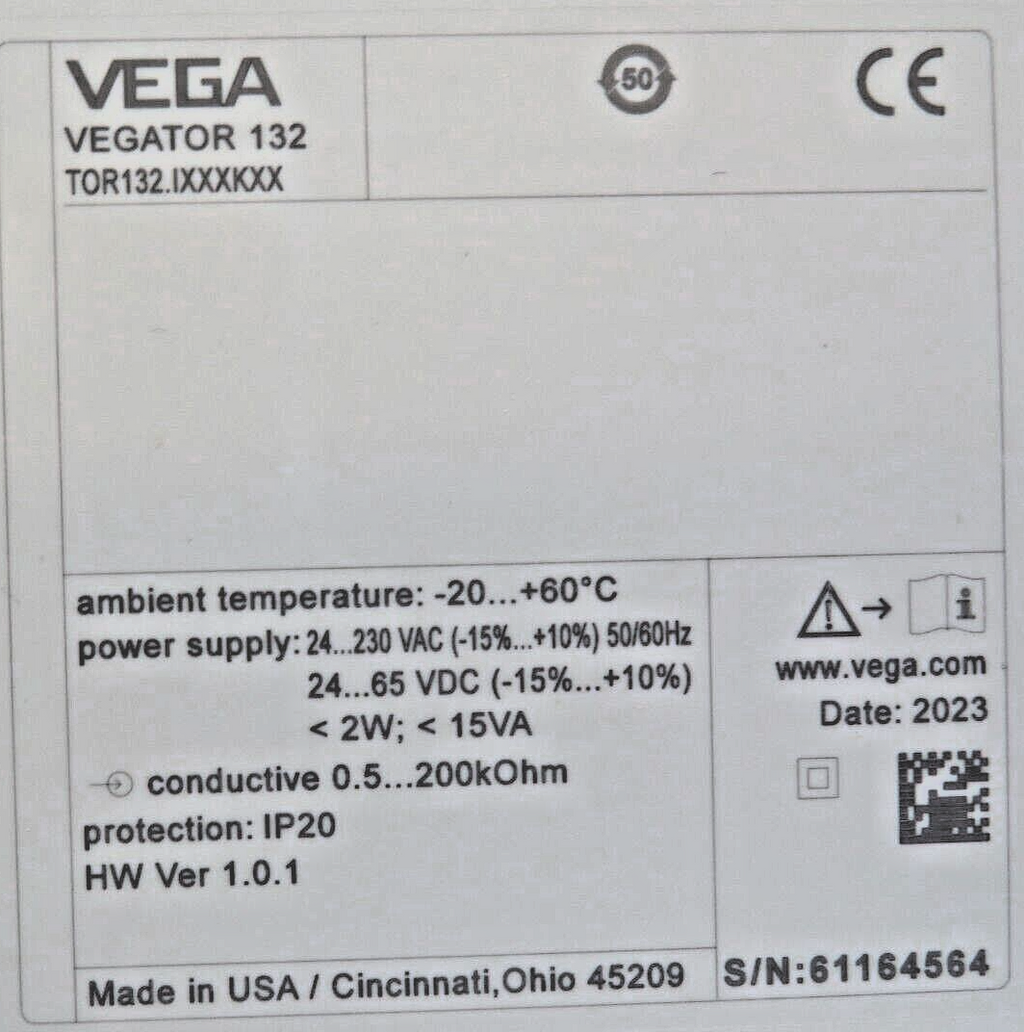 VEGA
VEGATOR 132
TOR132.IXXXKXX
50
CE
ambient temperature: -20...+60°C
power supply: 24...230 VAC (-15%...+10%) 50/60Hz
24...65 VDC (-15%...+10%)
< 2W; < 15VA
conductive 0.5...200kOhm
protection: IP20
HW Ver 1.0.1
i
www.vega.com
Date: 2023
Made in USA / Cincinnati,Ohio 45209
S/N:61164564